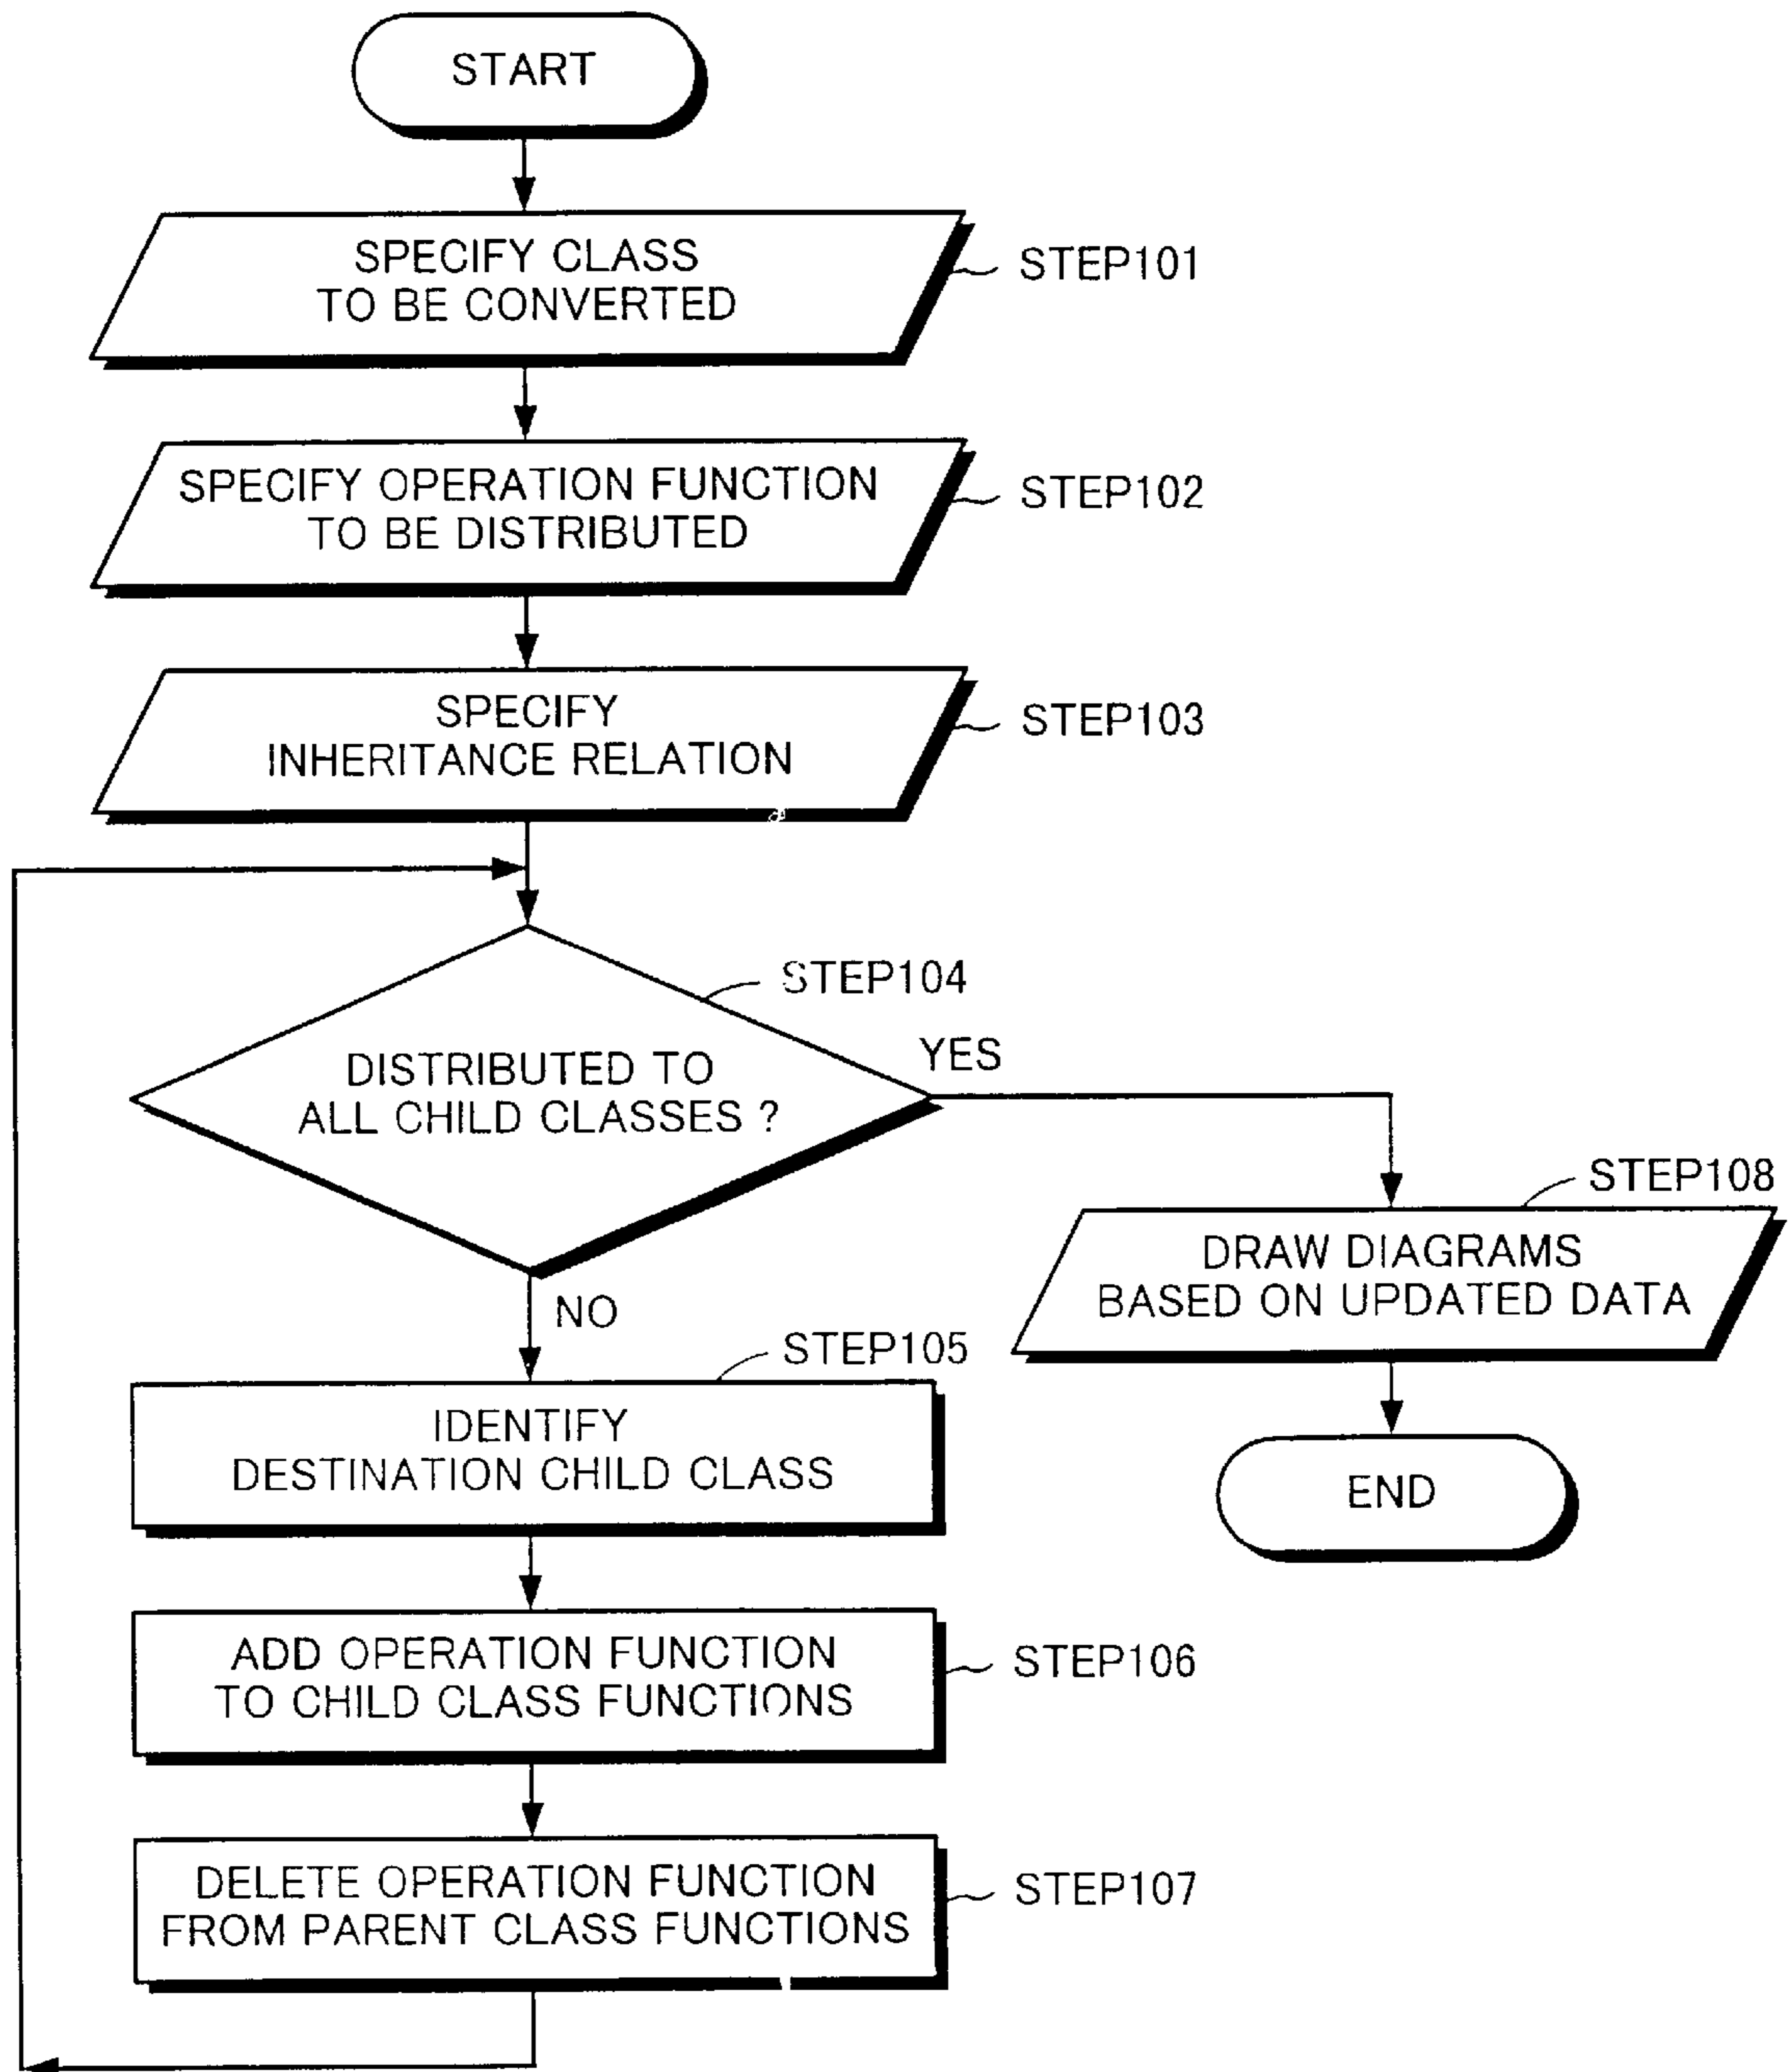 START
SPECIFY CLASS
TO BE CONVERTED
STEP101
SPECIFY OPERATION FUNCTION
TO BE DISTRIBUTED
STEP102
SPECIFY
INHERITANCE RELATION
STEP103
STEP104
DISTRIBUTED TO
ALL CHILD CLASSES ?
YES
NO
STEP108
DRAW DIAGRAMS
BASED ON UPDATED DATA
END
STEP105
IDENTIFY
DESTINATION CHILD CLASS
ADD OPERATION FUNCTION
TO CHILD CLASS FUNCTIONS
STEP106
DELETE OPERATION FUNCTION
FROM PARENT CLASS FUNCTIONS
STEP107